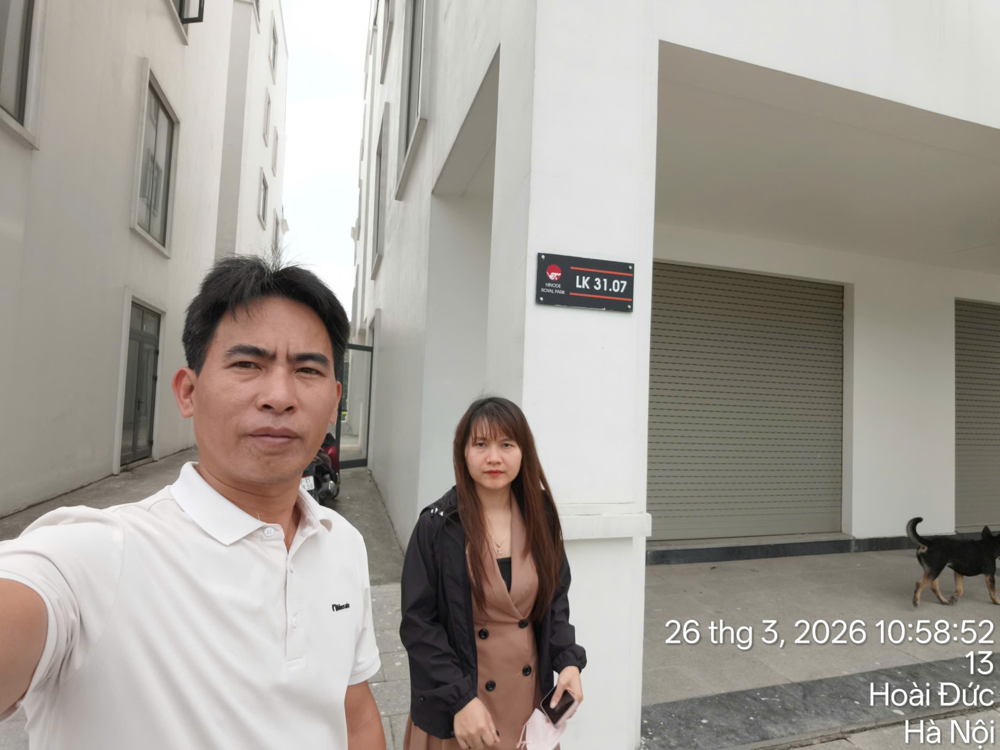 HINODE
ROYAL PARK
LK 31.07
26 thg 3, 2026 10:58:52
13
Hoài Đức
Hà Nội